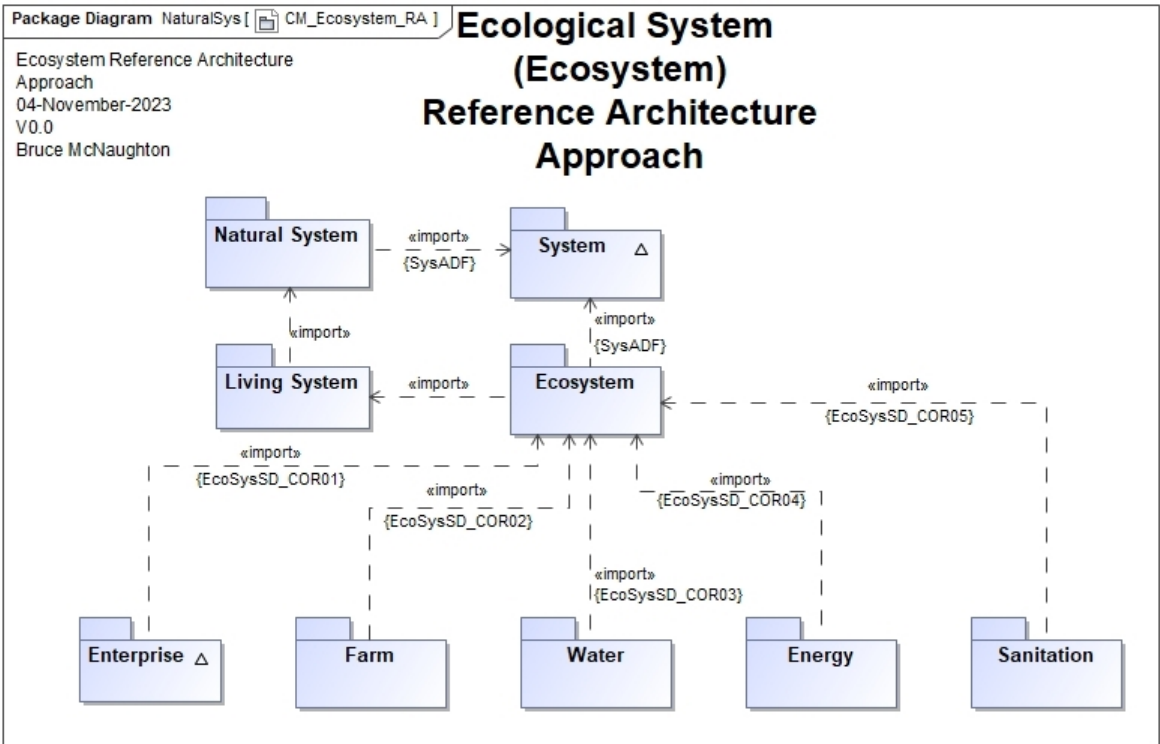 Package Diagram NaturalSys [ CM_Ecosystem_RA ]
Ecological System
(Ecosystem)
Reference Architecture
Approach
Ecosystem Reference Architecture
Approach
04-November-2023
V0.0
Bruce McNaughton
Natural System
«import»
{SysADF}
System
«import»
«import»
{SysADF}
Living System
«import»
Ecosystem
«import»
{EcoSysSD_COR05}
«import»
{EcoSysSD_COR01}
«import»
{EcoSysSD_COR02}
«import»
{EcoSysSD_COR04}
«import»
{EcoSysSD_COR03}
Enterprise
Farm
Water
Energy
Sanitation